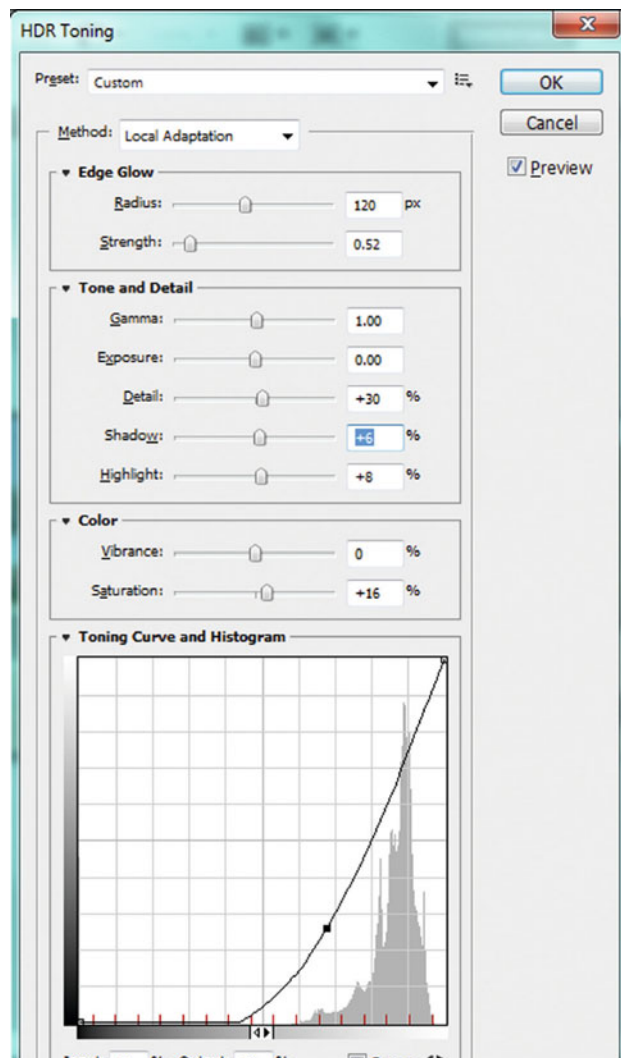 HDR Toning
Preset: Custom
OK
Method: Local Adaptation
Cancel
Preview
Edge Glow
Radius: 120 px
Strength: 0.52
Tone and Detail
Gamma: 1.00
Exposure: 0.00
Detail: +30 %
Shadow: +6 %
Highlight: +8 %
Color
Vibrance: 0 %
Saturation: +16 %
Toning Curve and Histogram